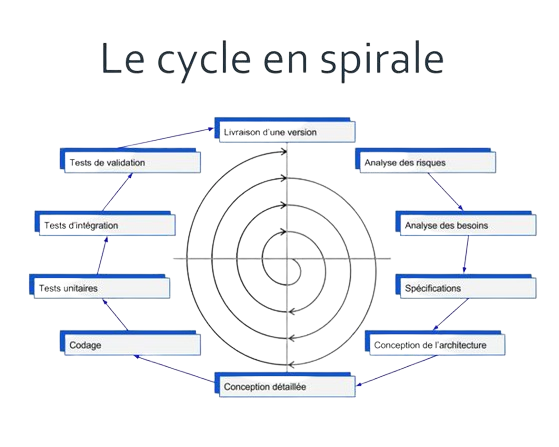 Le cycle en spirale
Livraison d'une version
Tests de validation
Analyse des risques
Tests d'intégration
Analyse des besoins
Tests unitaires
Spécifications
Codage
Conception de l'architecture
Conception détaillée